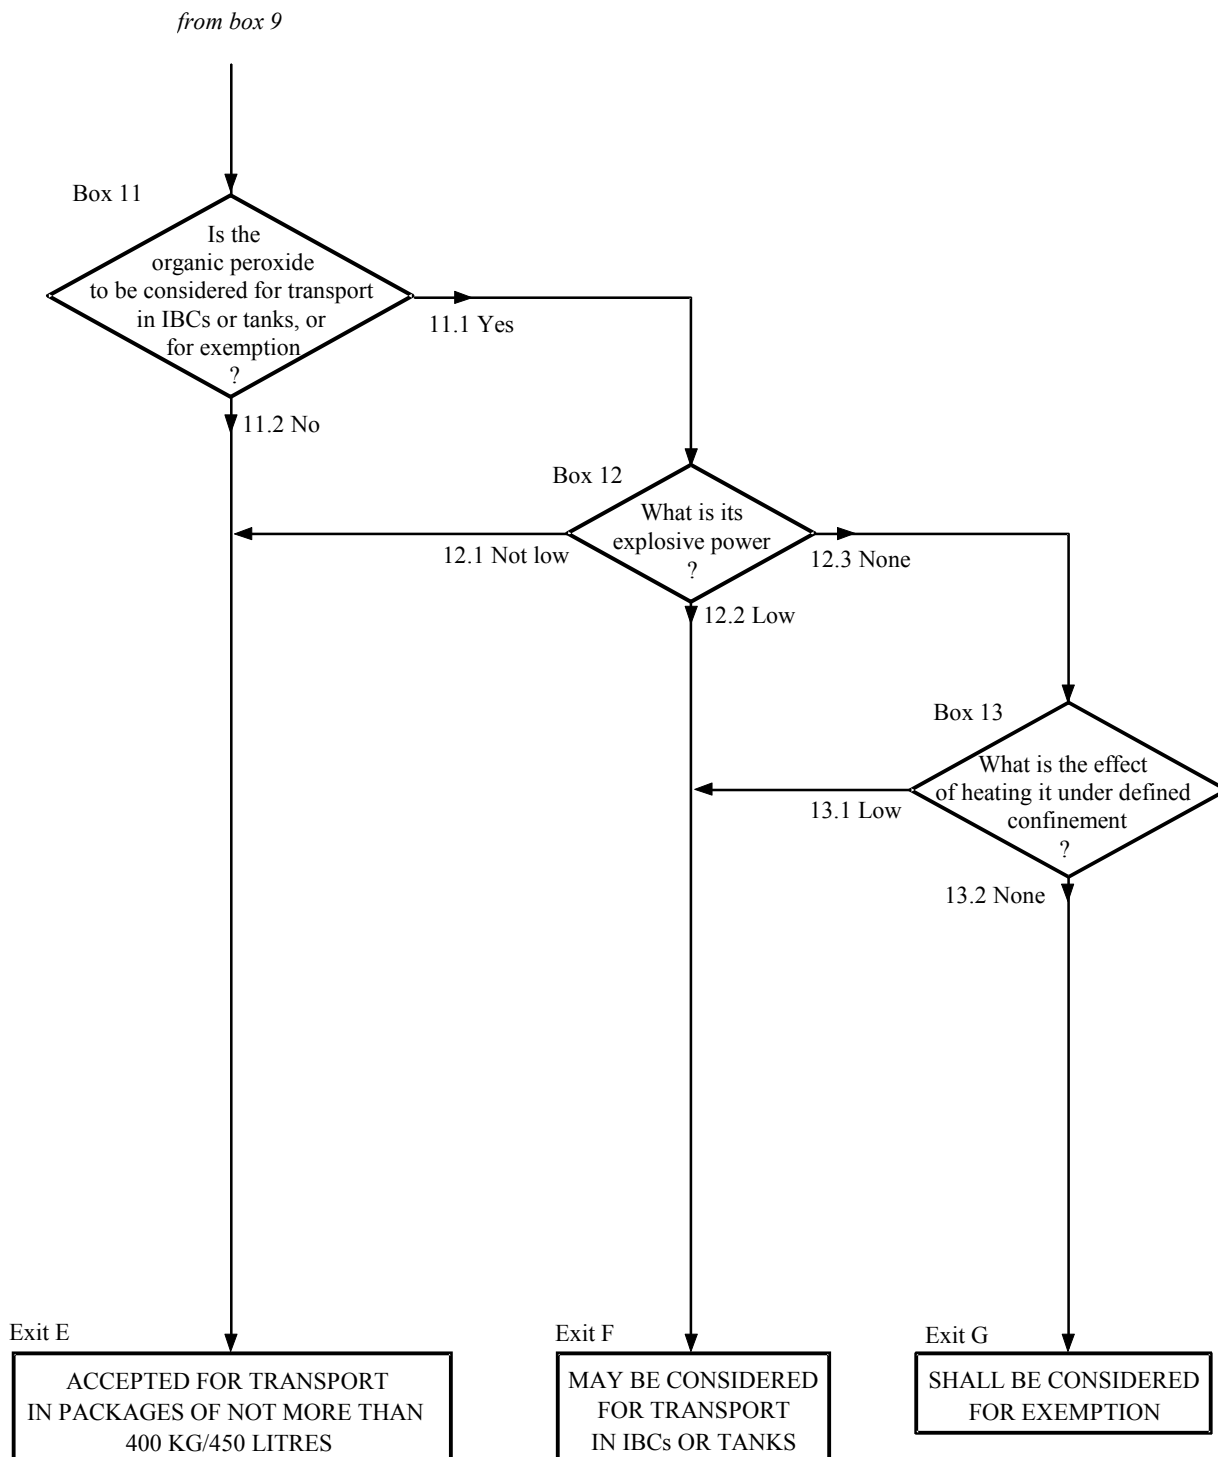 from box 9
Box 11
Is the
organic peroxide
to be considered for transport
in IBCs or tanks, or
for exemption
?
11.1 Yes
11.2 No
Box 12
What is its
explosive power
?
12.1 Not low
12.3 None
12.2 Low
Box 13
What is the effect
of heating it under defined
confinement
?
13.1 Low
13.2 None
Exit E
ACCEPTED FOR TRANSPORT
IN PACKAGES OF NOT MORE THAN
400 KG/450 LITRES
Exit F
MAY BE CONSIDERED
FOR TRANSPORT
IN IBCs OR TANKS
Exit G
SHALL BE CONSIDERED
FOR EXEMPTION